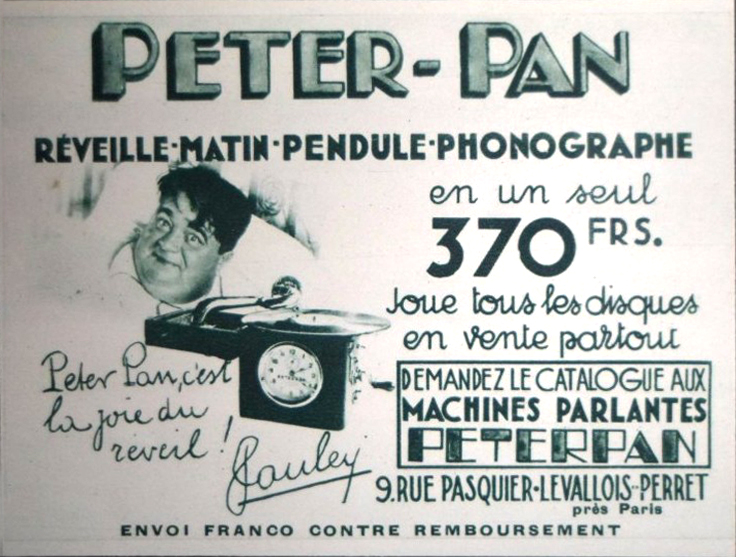 PETER-PAN
RÉVEILLE·MATIN·PENDULE·PHONOGRAPHE
en un seul
370 FRS.
Joue tous les disques
en vente partout
Peter Pan, c'est
la joie du
réveil !
DEMANDEZ LE CATALOGUE AUX
MACHINES PARLANTES
PETERPAN
9. RUE PASQUIER·LEVALLOIS-PERRET
près Paris
ENVOI FRANCO CONTRE REMBOURSEMENT